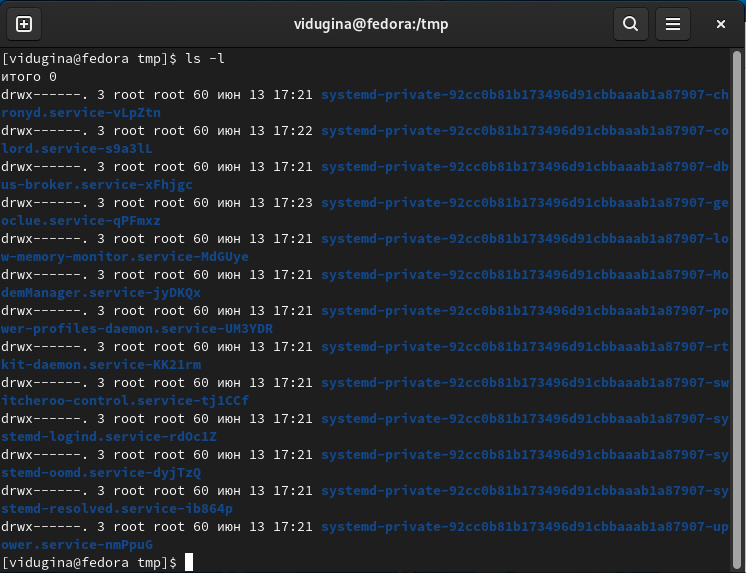 vidugina@fedora:/tmp
[vidugina@fedora tmp]$ ls -l
итого 0
drwx------. 3 root root 60 июн 13 17:21 systemd-private-92cc0b81b173496d91cbbaaab1a87907-ch
ronyd.service-vLpZtn
drwx------. 3 root root 60 июн 13 17:22 systemd-private-92cc0b81b173496d91cbbaaab1a87907-co
lord.service-s9a3lL
drwx------. 3 root root 60 июн 13 17:21 systemd-private-92cc0b81b173496d91cbbaaab1a87907-db
us-broker.service-xFhjgc
drwx------. 3 root root 60 июн 13 17:23 systemd-private-92cc0b81b173496d91cbbaaab1a87907-ge
oclue.service-qPFmxz
drwx------. 3 root root 60 июн 13 17:21 systemd-private-92cc0b81b173496d91cbbaaab1a87907-lo
w-memory-monitor.service-MdGUye
drwx------. 3 root root 60 июн 13 17:21 systemd-private-92cc0b81b173496d91cbbaaab1a87907-Mo
demManager.service-jyDKQx
drwx------. 3 root root 60 июн 13 17:21 systemd-private-92cc0b81b173496d91cbbaaab1a87907-po
wer-profiles-daemon.service-UM3YDR
drwx------. 3 root root 60 июн 13 17:21 systemd-private-92cc0b81b173496d91cbbaaab1a87907-rt
kit-daemon.service-KK21rm
drwx------. 3 root root 60 июн 13 17:21 systemd-private-92cc0b81b173496d91cbbaaab1a87907-sw
itcheroo-control.service-tj1CCf
drwx------. 3 root root 60 июн 13 17:21 systemd-private-92cc0b81b173496d91cbbaaab1a87907-sy
stemd-logind.service-rdOc1Z
drwx------. 3 root root 60 июн 13 17:21 systemd-private-92cc0b81b173496d91cbbaaab1a87907-sy
stemd-oomd.service-dyjTzQ
drwx------. 3 root root 60 июн 13 17:21 systemd-private-92cc0b81b173496d91cbbaaab1a87907-sy
stemd-resolved.service-ib864p
drwx------. 3 root root 60 июн 13 17:21 systemd-private-92cc0b81b173496d91cbbaaab1a87907-up
ower.service-nmPpuG
[vidugina@fedora tmp]$